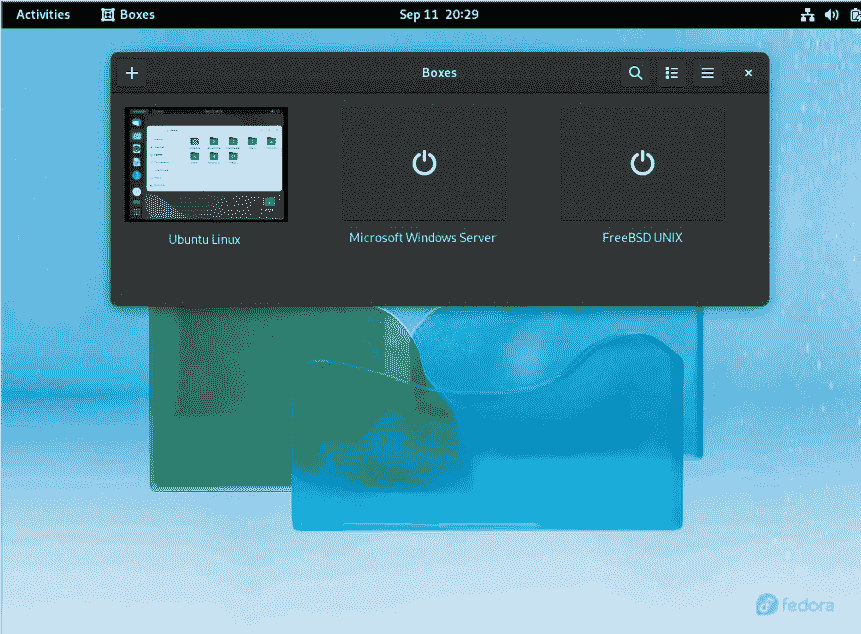 Activities Boxes Sep 11 20:29
Boxes
Ubuntu Linux Microsoft Windows Server FreeBSD UNIX
fedora